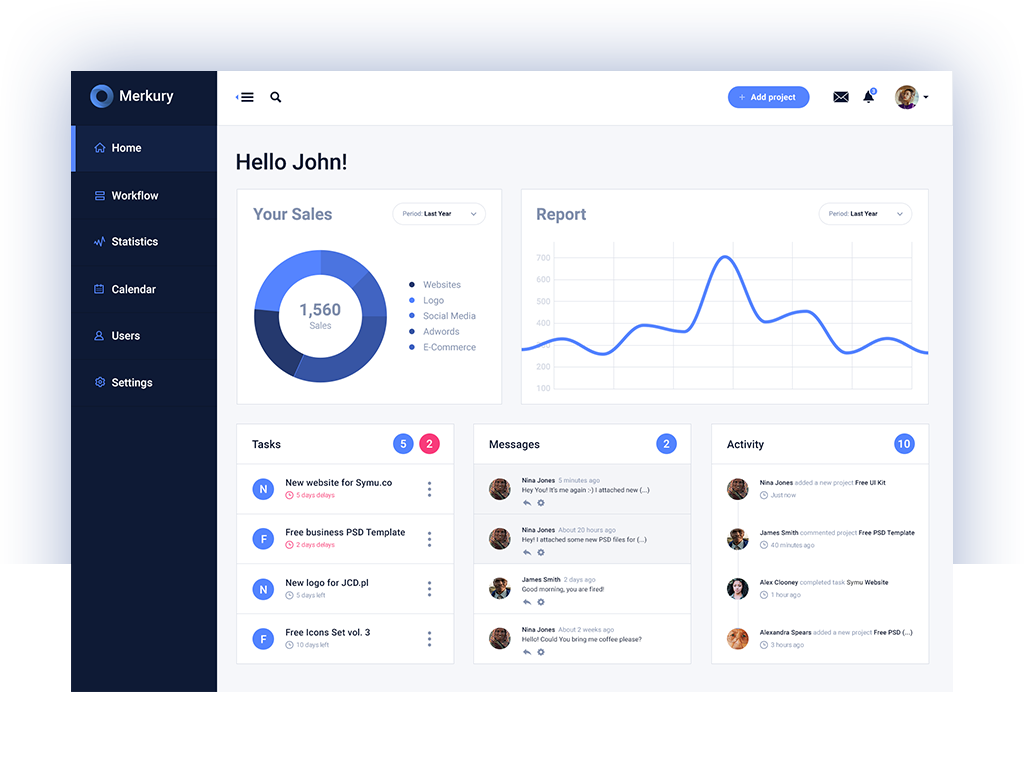 Merkury
Add project
3
Home
Workflow
Statistics
Calendar
Users
Settings
Hello John!
Your Sales
Period: Last Year
1,560
Sales
Websites
Logo
Social Media
Adwords
E-Commerce
Report
Period: Last Year
700
600
500
400
300
200
100
Tasks
5
2
N
New website for Symu.co
5 days delays
F
Free business PSD Template
2 days delays
N
New logo for JCD.pl
5 days left
F
Free Icons Set vol. 3
10 days left
Messages
2
Nina Jones 5 minutes ago
Hey You! It's me again :-) I attached new (...)
Nina Jones About 20 hours ago
Hey! I attached some new PSD files for (...)
James Smith 2 days ago
Good morning, you are fired!
Nina Jones About 2 weeks ago
Hello! Could You bring me coffee please?
Activity
10
Nina Jones added a new project Free UI Kit
Just now
James Smith commented project Free PSD Template
40 minutes ago
Alex Clooney completed task Symu Website
1 hour ago
Alexandra Spears added a new project Free PSD (...)
3 hours ago